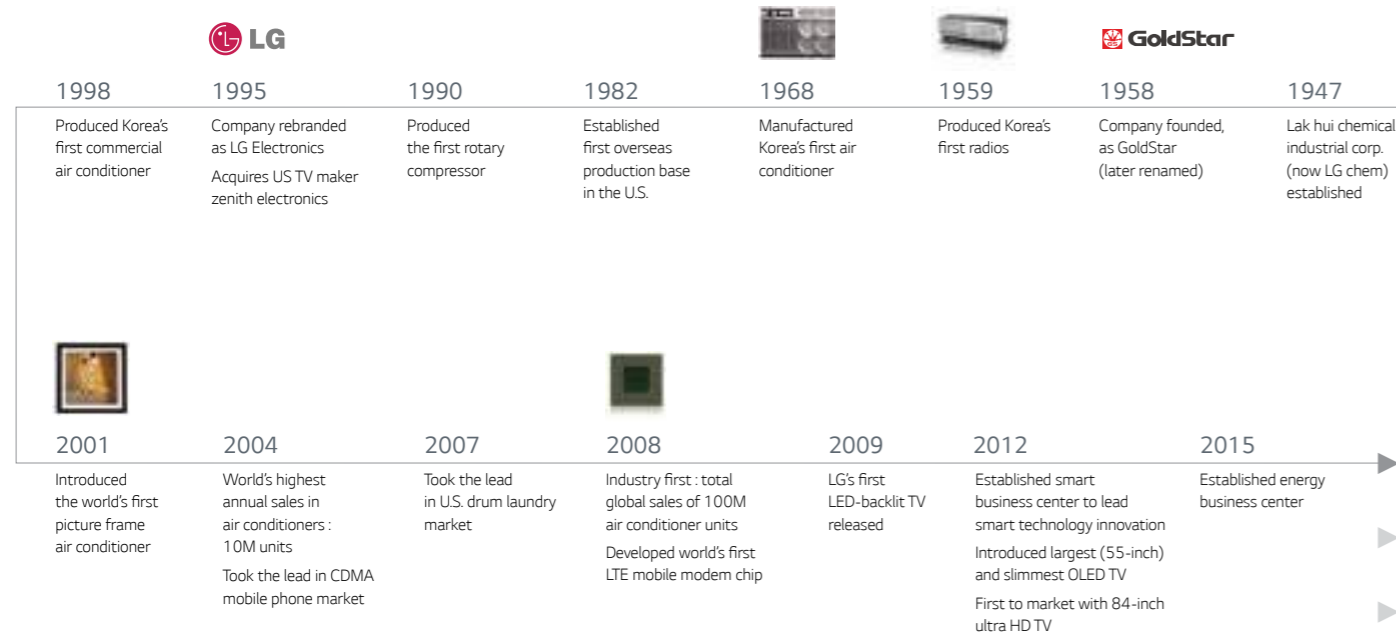 LG
GoldStar
1998
Produced Korea's
first commercial
air conditioner
1995
Company rebranded
as LG Electronics
Acquires US TV maker
zenith electronics
1990
Produced
the first rotary
compressor
1982
Established
first overseas
production base
in the U.S.
1968
Manufactured
Korea's first air
conditioner
1959
Produced Korea's
first radios
1958
Company founded,
as GoldStar
(later renamed)
1947
Lak hui chemical
industrial corp.
(now LG chem)
established
2001
Introduced
the world's first
picture frame
air conditioner
2004
World's highest
annual sales in
air conditioners :
10M units
Took the lead in CDMA
mobile phone market
2007
Took the lead
in U.S. drum laundry
market
2008
Industry first : total
global sales of 100M
air conditioner units
Developed world's first
LTE mobile modem chip
2009
LG's first
LED-backlit TV
released
2012
Established smart
business center to lead
smart technology innovation
Introduced largest (55-inch)
and slimmest OLED TV
First to market with 84-inch
ultra HD TV
2015
Established energy
business center